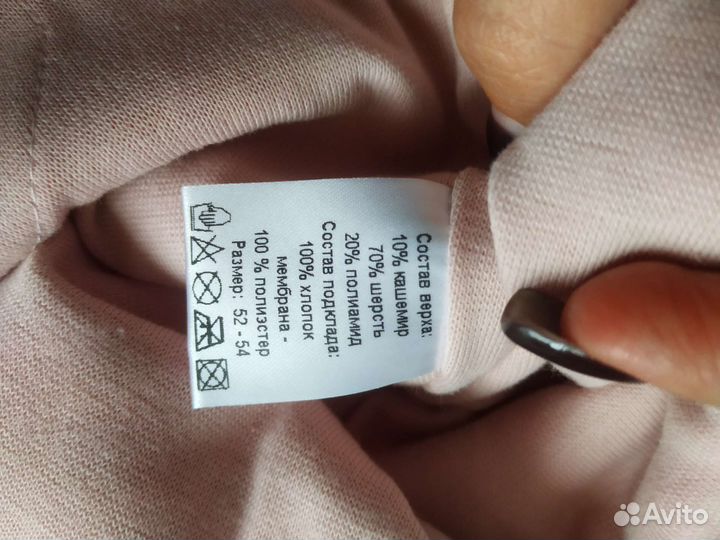 Состав верха:
10% кашемир
70% шерсть
20% полиамид
Состав подклада:
100% хлопок
мембрана -
100 % полиэстер
Размер: 52 - 54
Avito